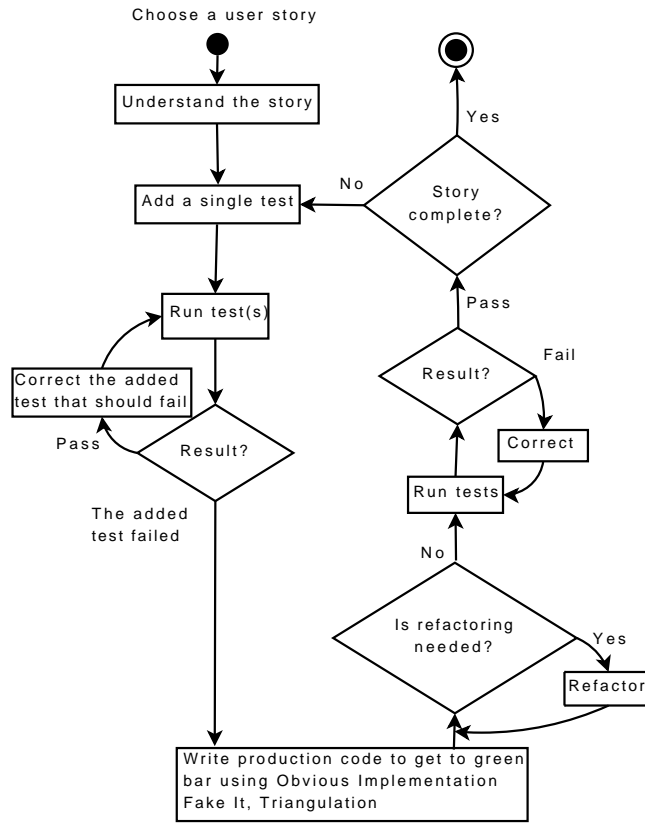 Choose a user story
Understand the story
Add a single test
Run test(s)
Correct the added
test that should fail
Pass
Result?
The added
test failed
Write production code to get to green
bar using Obvious Implementation
Fake It, Triangulation
Is refactoring
needed?
Yes
Refactor
No
Run tests
Result?
Fail
Correct
Pass
Story
complete?
No
Yes